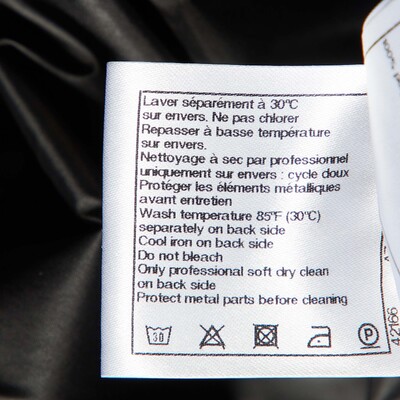 Laver séparément à 30°C
sur envers. Ne pas chlorer
Repasser à basse température
sur envers.
Nettoyage à sec par professionnel
uniquement sur envers : cycle doux
Protéger les éléments métalliques
avant entretien
Wash temperature 85°F (30°C)
separately on back side
Cool iron on back side
Do not bleach
Only professional soft dry clean
on back side
Protect metal parts before cleaning
30
P
42166